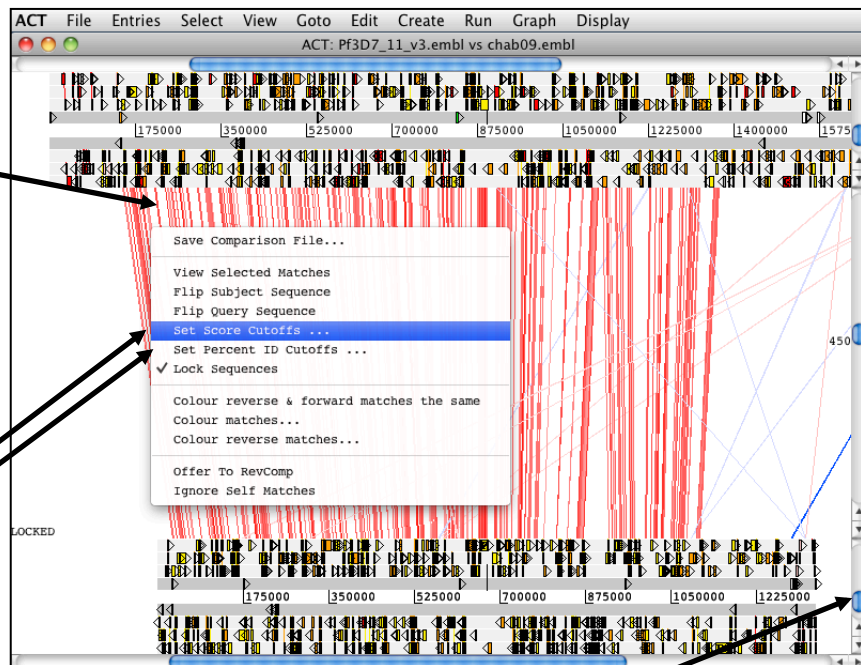 ACT File Entries Select View Goto Edit Create Run Graph Display
ACT: Pf3D7_11_v3.embl vs chab09.embl
175000 350000 525000 700000 875000 1050000 1225000 1400000 1575
Save Comparison File...
View Selected Matches
Flip Subject Sequence
Flip Query Sequence
Set Score Cutoffs ...
Set Percent ID Cutoffs ...
Lock Sequences
Colour reverse & forward matches the same
Colour matches...
Colour reverse matches...
Offer To RevComp
Ignore Self Matches
450
LOCKED
175000 350000 525000 700000 875000 1050000 1225000